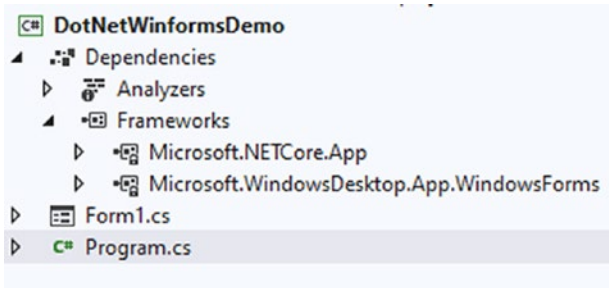 C# DotNetWinformsDemo
Dependencies
Analyzers
Frameworks
Microsoft.NETCore.App
Microsoft.WindowsDesktop.App.WindowsForms
Form1.cs
C# Program.cs